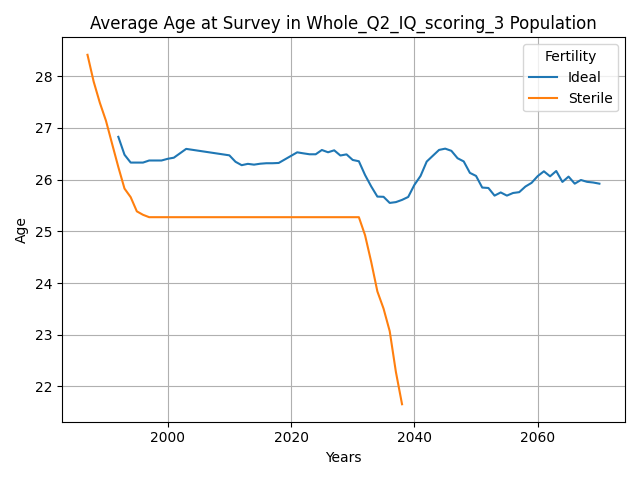 Average Age at Survey in Whole_Q2_IQ_scoring_3 Population
Fertility
Ideal
Sterile
28
27
26
25
24
23
22
Age
2000
2020
2040
2060
Years